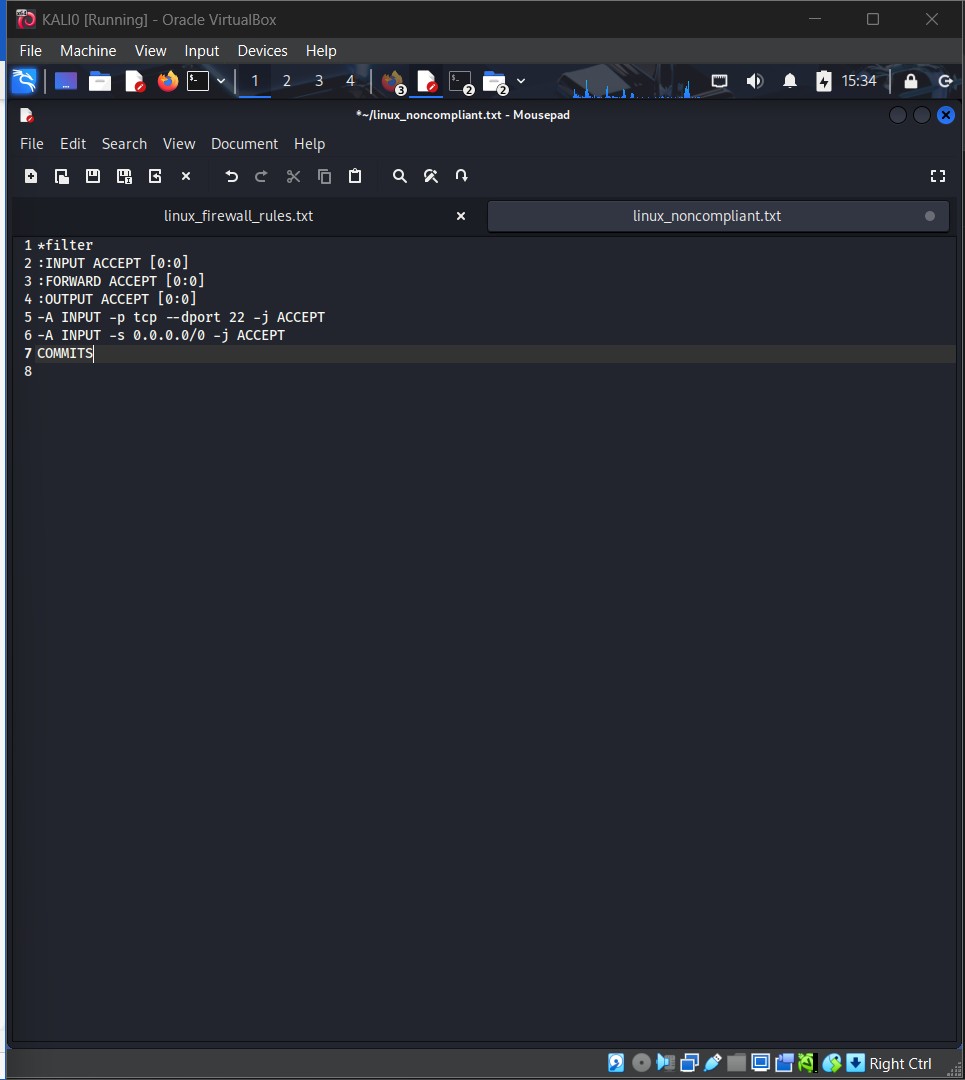 KALI0 [Running] - Oracle VirtualBox
File Machine View Input Devices Help
1 2 3 4 3 2 2 15:34
*~/linux_noncompliant.txt - Mousepad
File Edit Search View Document Help
linux_firewall_rules.txt linux_noncompliant.txt
1 *filter
2 :INPUT ACCEPT [0:0]
3 :FORWARD ACCEPT [0:0]
4 :OUTPUT ACCEPT [0:0]
5 -A INPUT -p tcp --dport 22 -j ACCEPT
6 -A INPUT -s 0.0.0.0/0 -j ACCEPT
7 COMMITS
8
Right Ctrl